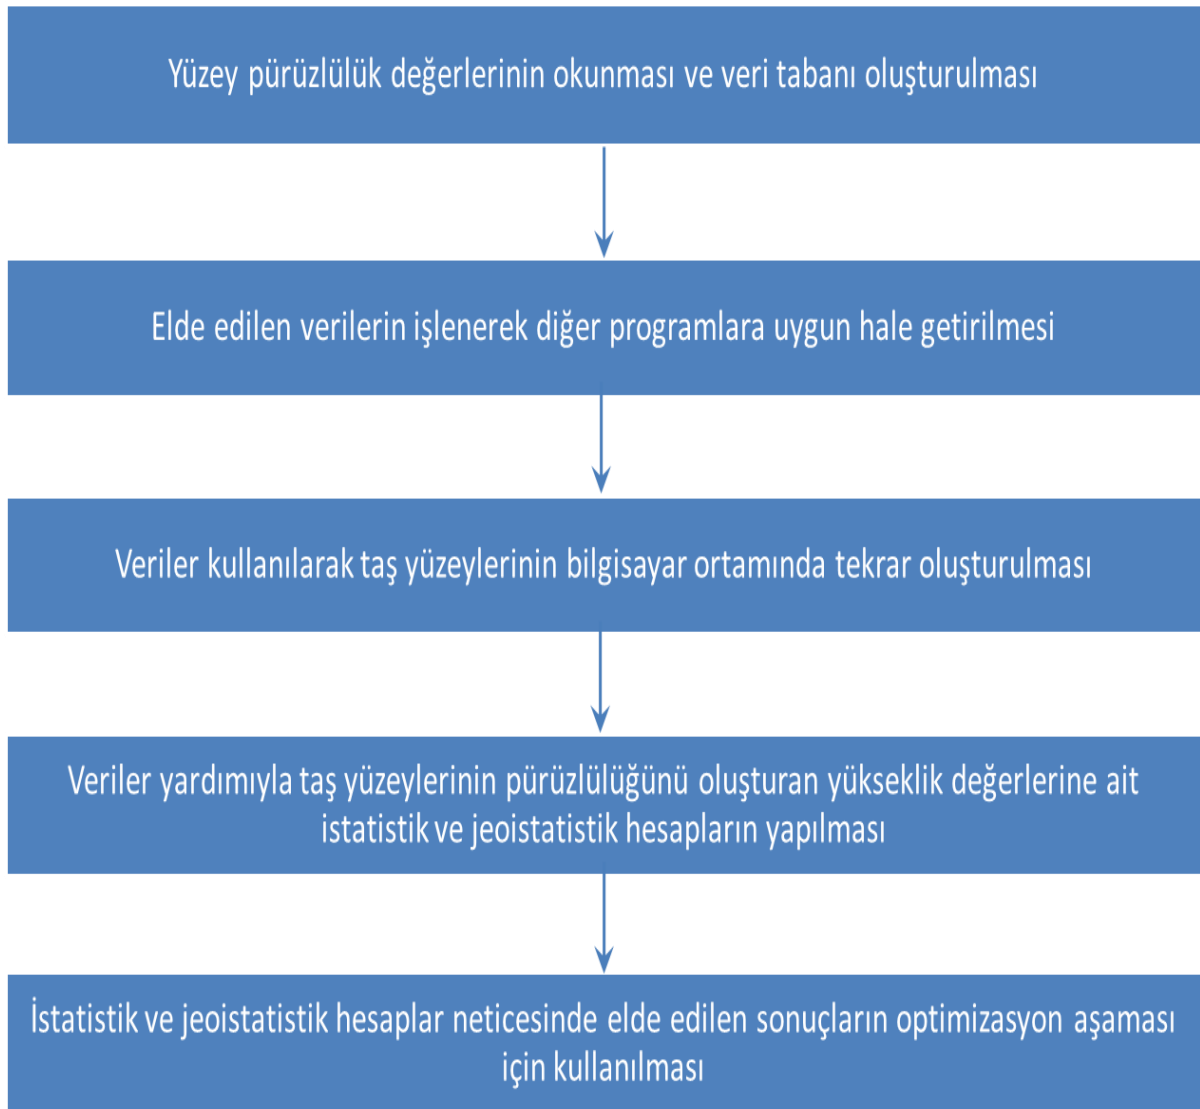 Yüzey pürüzlülük değerlerinin okunması ve veri tabanı oluşturulması
Elde edilen verilerin işlenerek diğer programlara uygun hale getirilmesi
Veriler kullanılarak taş yüzeylerinin bilgisayar ortamında tekrar oluşturulması
Veriler yardımıyla taş yüzeylerinin pürüzlülüğünü oluşturan yükseklik değerlerine ait
istatistik ve jeoistatistik hesapların yapılması
İstatistik ve jeoistatistik hesaplar neticesinde elde edilen sonuçların optimizasyon aşaması
için kullanılması